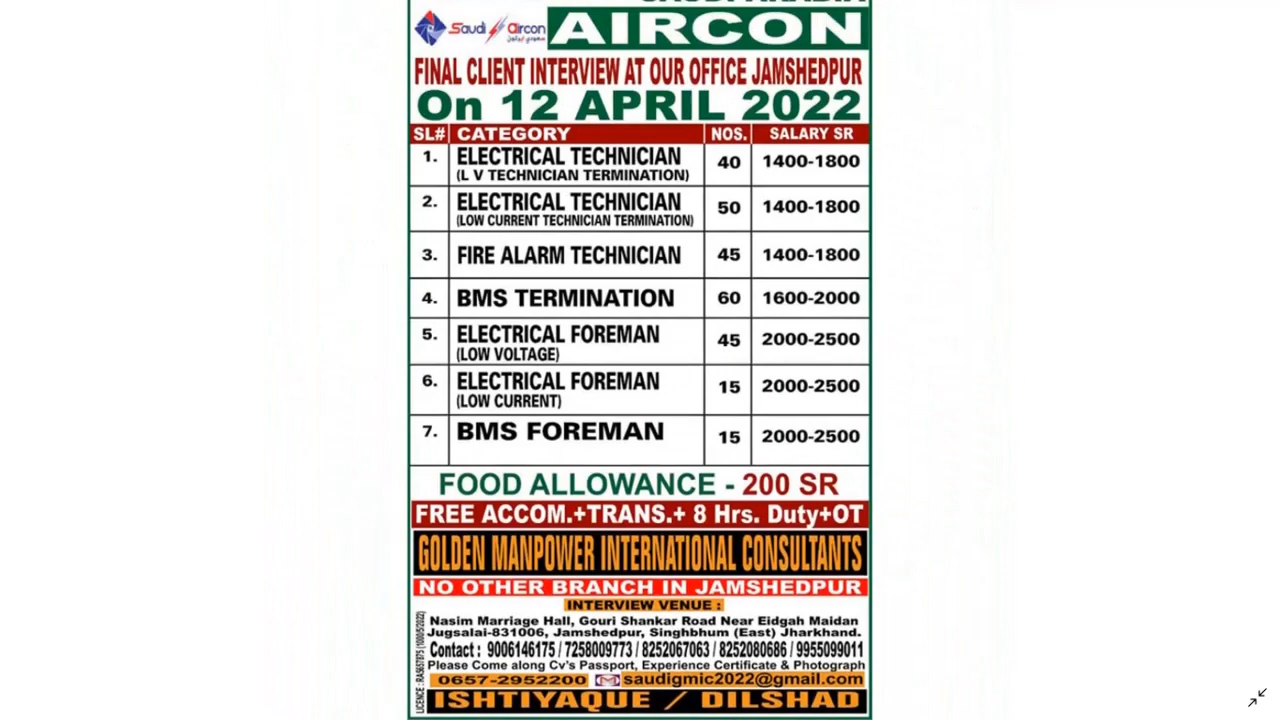 SAUDI ARABIA
Saudi Aircon
سعودي ايركون
AIRCON
FINAL CLIENT INTERVIEW AT OUR OFFICE JAMSHEDPUR
On 12 APRIL 2022
SL# CATEGORY NOS. SALARY SR
1. ELECTRICAL TECHNICIAN 40 1400-1800
(L V TECHNICIAN TERMINATION)
2. ELECTRICAL TECHNICIAN 50 1400-1800
(LOW CURRENT TECHNICIAN TERMINATION)
3. FIRE ALARM TECHNICIAN 45 1400-1800
4. BMS TERMINATION 60 1600-2000
5. ELECTRICAL FOREMAN 45 2000-2500
(LOW VOLTAGE)
6. ELECTRICAL FOREMAN 15 2000-2500
(LOW CURRENT)
7. BMS FOREMAN 15 2000-2500
FOOD ALLOWANCE - 200 SR
FREE ACCOM.+TRANS.+ 8 Hrs. Duty+OT
GOLDEN MANPOWER INTERNATIONAL CONSULTANTS
NO OTHER BRANCH IN JAMSHEDPUR
INTERVIEW VENUE :
Nasim Marriage Hall, Gouri Shankar Road Near Eidgah Maidan
Jugsalai-831006, Jamshedpur, Singhbhum (East) Jharkhand.
Contact : 9006146175 / 7258009773 / 8252067063 / 8252080686 / 9955099011
Please Come along Cv's Passport, Experience Certificate & Photograph
0657-2952200 saudigmic2022@gmail.com
ISHTIYAQUE / DILSHAD